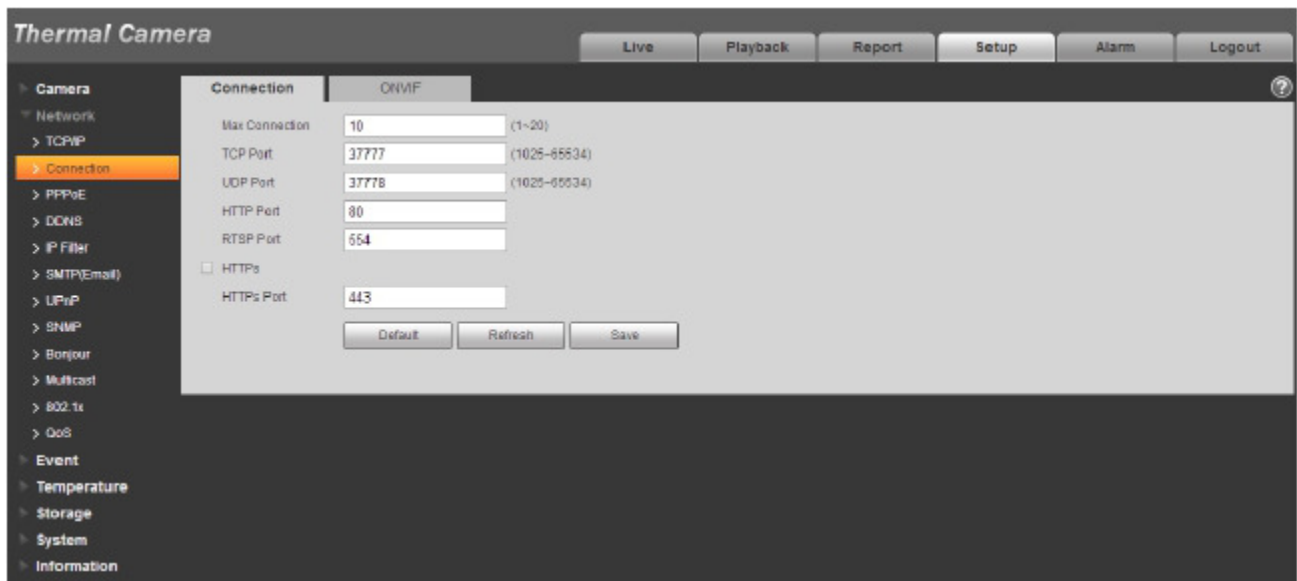 Thermal Camera
Live
Playback
Report
Setup
Alarm
Logout
Camera
Network
> TCP/IP
> Connection
> PPPoE
> DDNS
> IP Filter
> SMTP(Email)
> UPnP
> SNMP
> Bonjour
> Multicast
> 802.1x
> QoS
Event
Temperature
Storage
System
Information
Connection
ONVIF
?
Max Connection 10 (1~20)
TCP Port 37777 (1025~65534)
UDP Port 37778 (1025~65534)
HTTP Port 80
RTSP Port 554
HTTPs
HTTPs Port 443
Default
Refresh
Save